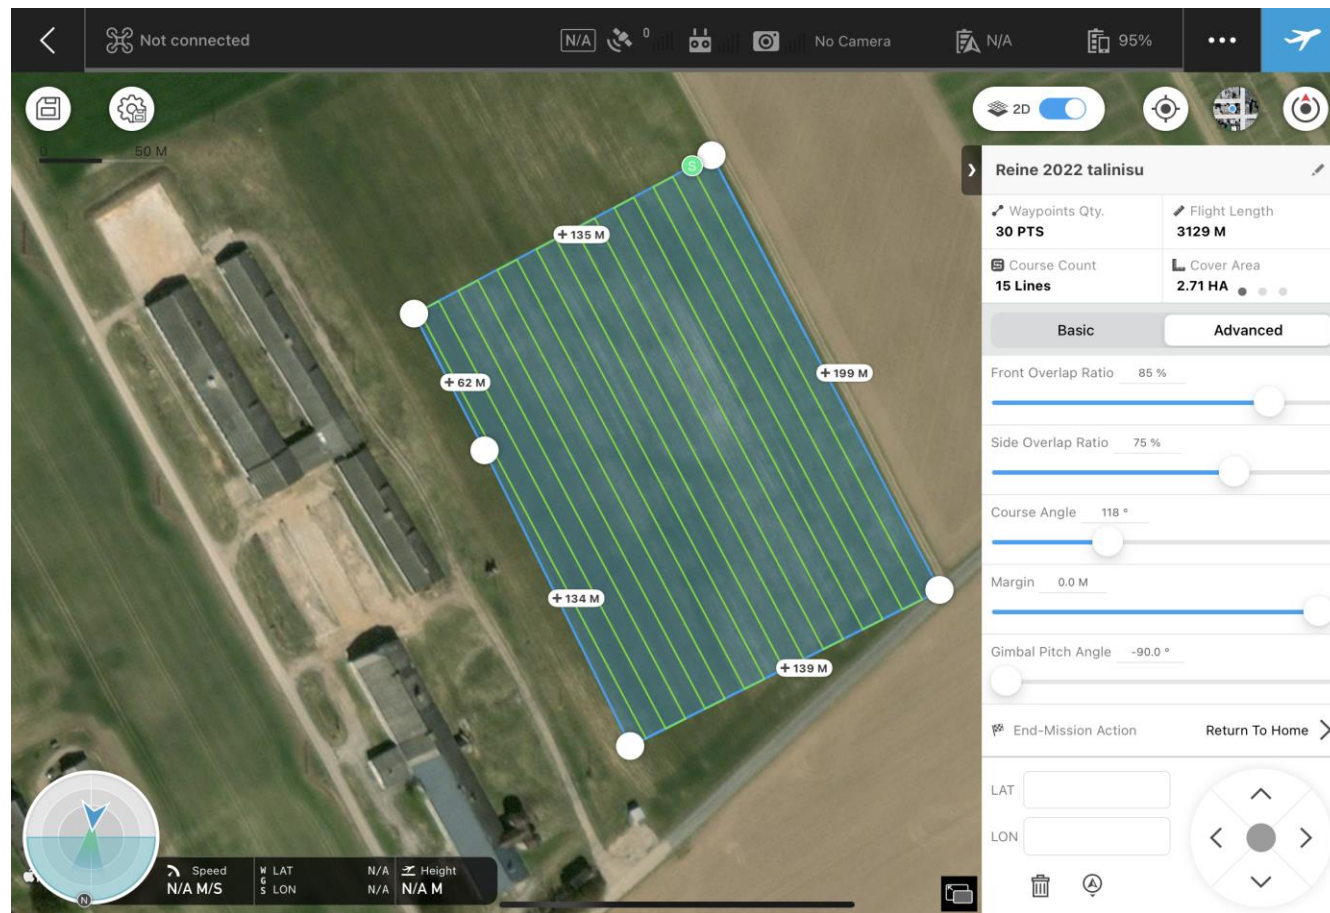 Not connected
N/A
0
No Camera
N/A
95%
2D
0 50 M
Reine 2022 talinisu
Waypoints Qty. Flight Length
30 PTS 3129 M
Course Count Cover Area
15 Lines 2.71 HA
Basic Advanced
Front Overlap Ratio 85 %
Side Overlap Ratio 75 %
Course Angle 118 °
Margin 0.0 M
Gimbal Pitch Angle -90.0 °
End-Mission Action Return To Home
LAT
LON
S
+ 135 M
+ 62 M
+ 199 M
+ 134 M
+ 139 M
N
Speed
N/A M/S
WGS
LAT N/A
LON N/A
Height
N/A M